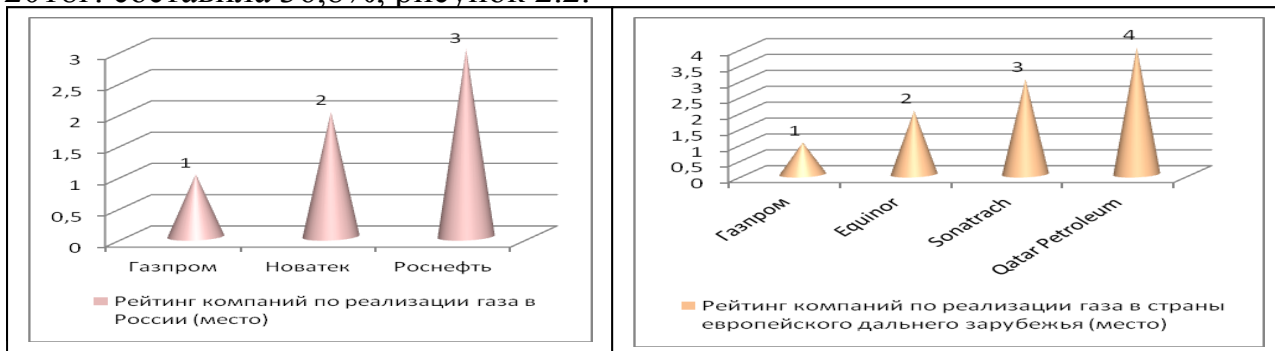 составила рисунок 2.2.
3
2,5
2
1,5
1
0,5
0
1
2
3
Газпром Новатек Роснефть
Рейтинг компаний по реализации газа в
России (место)
4
3,5
3
2,5
2
1,5
1
0,5
0
1
2
3
4
Газпром
Equinor
Sonatrach
Qatar Petroleum
Рейтинг компаний по реализации газа в страны
европейского дальнего зарубежья (место)